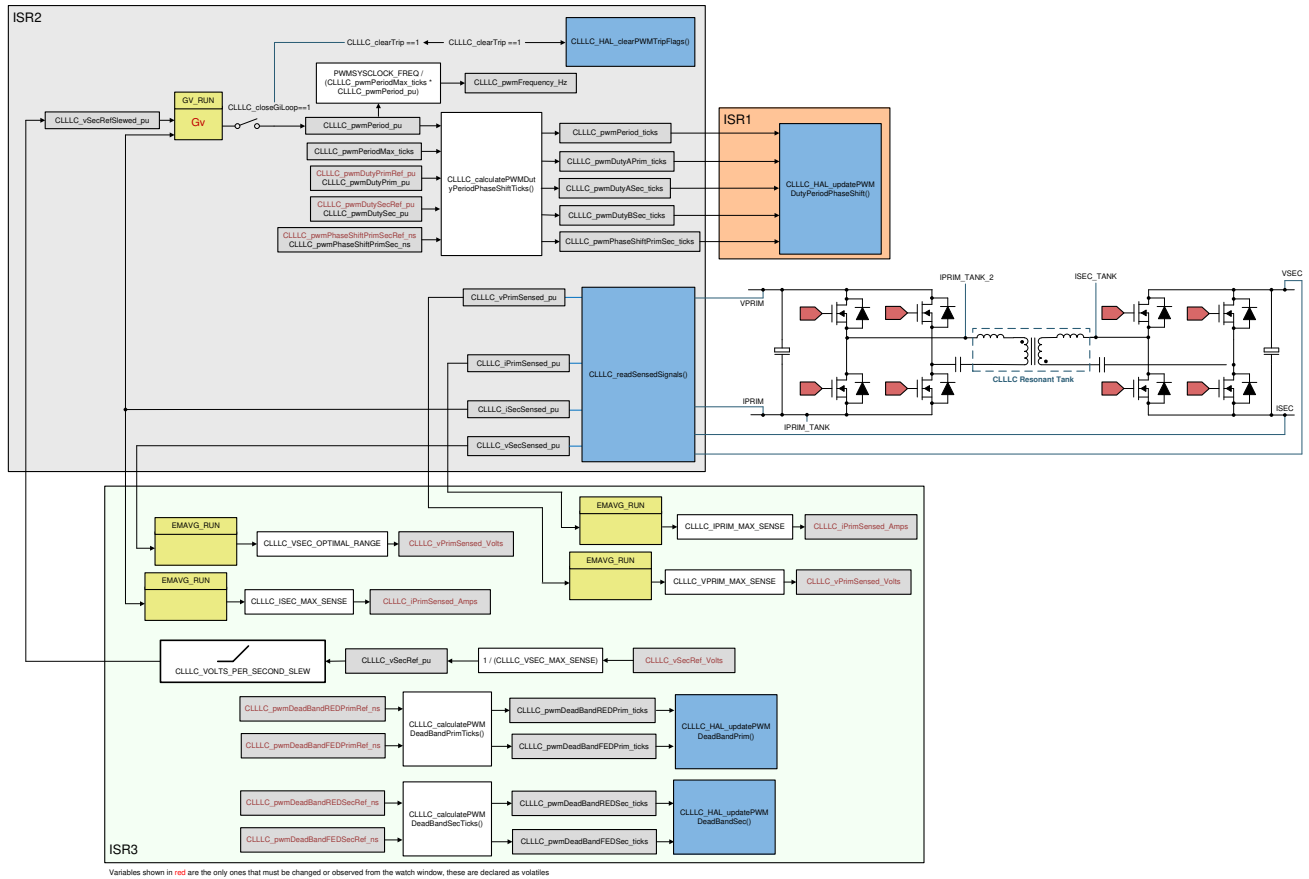 ISR2
CLLLC_clearTrip ==1
CLLLC_clearTrip ==1
CLLLC_HAL_clearPWMTripFlags()
PWMSYSCLOCK_FREQ /
(CLLLC_pwmPeriodMax_ticks *
CLLLC_pwmPeriod_pu)
CLLLC_pwmFrequency_Hz
GV_RUN
Gv
CLLLC_closeGiLoop==1
CLLLC_vSecRefSlewed_pu
CLLLC_pwmPeriod_pu
CLLLC_pwmPeriodMax_ticks
CLLLC_pwmDutyPrimRef_pu
CLLLC_pwmDutyPrim_pu
CLLLC_pwmDutySecRef_pu
CLLLC_pwmDutySec_pu
CLLLC_pwmPhaseShiftPrimSecRef_ns
CLLLC_pwmPhaseShiftPrimSec_ns
CLLLC_calculatePWMDut
yPeriodPhaseShiftTicks()
CLLLC_pwmPeriod_ticks
CLLLC_pwmDutyAPrim_ticks
CLLLC_pwmDutyASec_ticks
CLLLC_pwmDutyBSec_ticks
CLLLC_pwmPhaseShiftPrimSec_ticks
ISR1
CLLLC_HAL_updatePWM
DutyPeriodPhaseShift()
CLLLC_vPrimSensed_pu
CLLLC_iPrimSensed_pu
CLLLC_iSecSensed_pu
CLLLC_vSecSensed_pu
CLLLC_readSensedSignals()
VPRIM
IPRIM
IPRIM_TANK
IPRIM_TANK_2
ISEC_TANK
VSEC
ISEC
CLLLC Resonant Tank
EMAVG_RUN
CLLLC_VSEC_OPTIMAL_RANGE
CLLLC_vPrimSensed_Volts
EMAVG_RUN
CLLLC_ISEC_MAX_SENSE
CLLLC_iPrimSensed_Amps
EMAVG_RUN
CLLLC_IPRIM_MAX_SENSE
CLLLC_iPrimSensed_Amps
EMAVG_RUN
CLLLC_VPRIM_MAX_SENSE
CLLLC_vPrimSensed_Volts
CLLLC_VOLTS_PER_SECOND_SLEW
CLLLC_vSecRef_pu
1 / (CLLLC_VSEC_MAX_SENSE)
CLLLC_vSecRef_Volts
CLLLC_pwmDeadBandREDPrimRef_ns
CLLLC_pwmDeadBandFEDPrimRef_ns
CLLLC_calculatePWM
DeadBandPrimTicks()
CLLLC_pwmDeadBandREDPrim_ticks
CLLLC_pwmDeadBandFEDPrim_ticks
CLLLC_HAL_updatePWM
DeadBandPrim()
CLLLC_pwmDeadBandREDSecRef_ns
CLLLC_pwmDeadBandFEDSecRef_ns
CLLLC_calculatePWM
DeadBandSecTicks()
CLLLC_pwmDeadBandREDSec_ticks
CLLLC_pwmDeadBandFEDSec_ticks
CLLLC_HAL_updatePWM
DeadBandSec()
ISR3
Variables shown in red are the only ones that must be changed or observed from the watch window, these are declared as volatiles